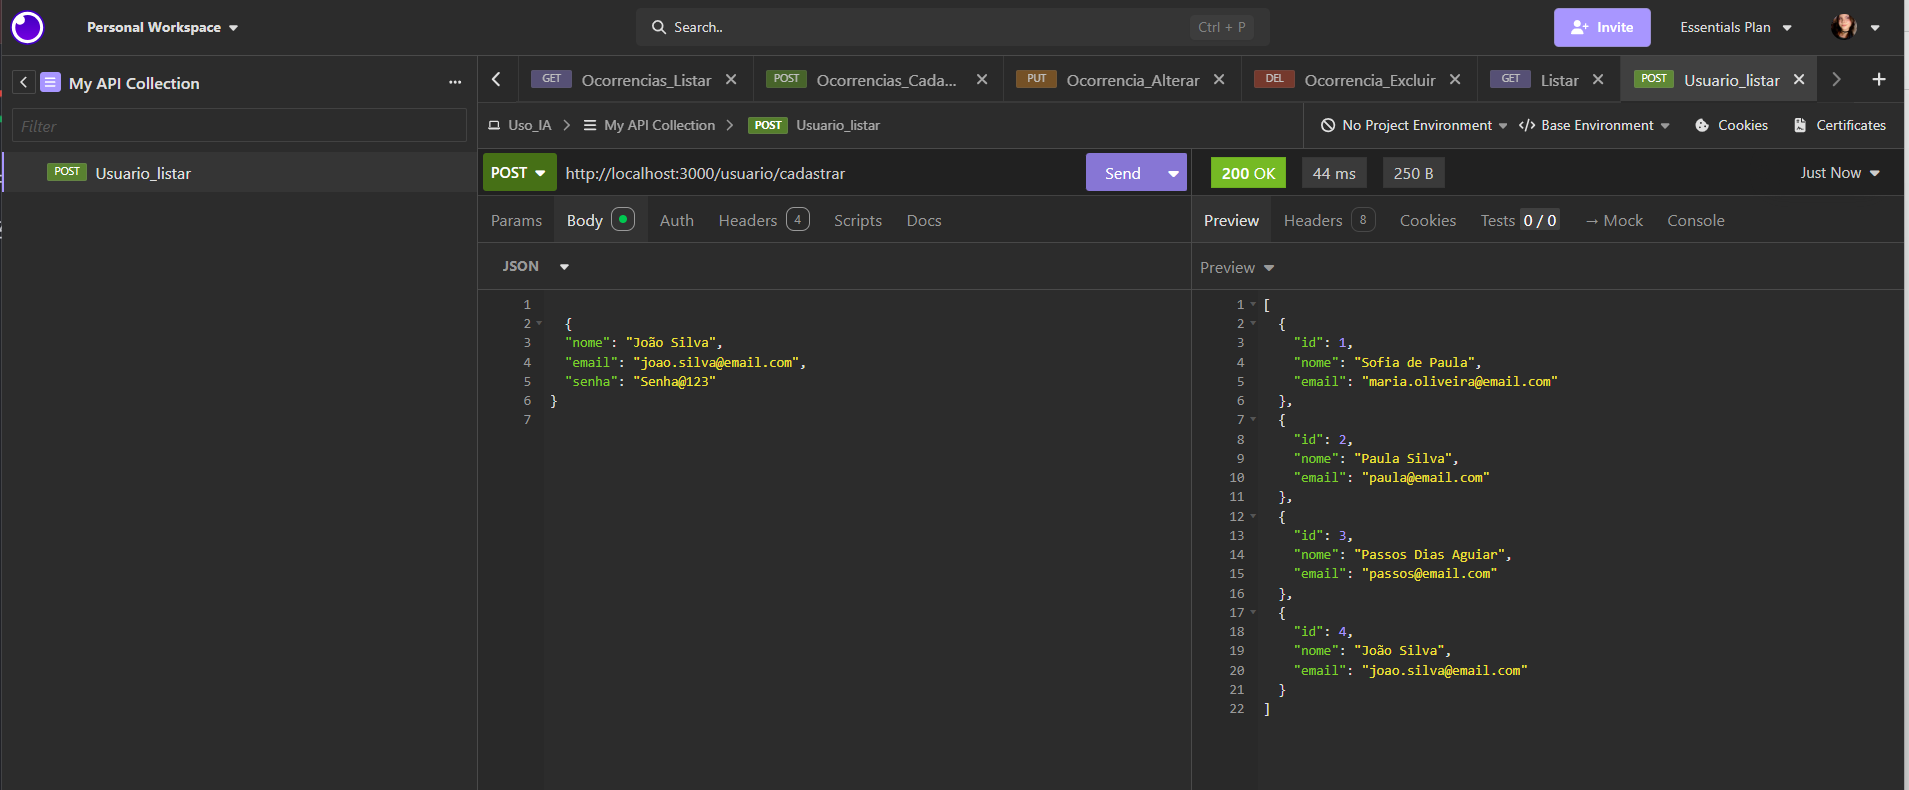 Personal Workspace
Search..
Ctrl + P
Invite
Essentials Plan
My API Collection
Filter
POST Usuario_listar
GET Ocorrencias_Listar
POST Ocorrencias_Cada...
PUT Ocorrencia_Alterar
DEL Ocorrencia_Excluir
GET Listar
POST Usuario_listar
Uso_IA My API Collection POST Usuario_listar
No Project Environment
Base Environment
Cookies
Certificates
POST http://localhost:3000/usuario/cadastrar
Send
Params Body Auth Headers 4 Scripts Docs
JSON
1
2 {
3 "nome": "João Silva",
4 "email": "joao.silva@email.com",
5 "senha": "Senha@123"
6 }
7
200 OK 44 ms 250 B
Just Now
Preview Headers 8 Cookies Tests 0 / 0 → Mock Console
Preview
1 [
2 {
3 "id": 1,
4 "nome": "Sofia de Paula",
5 "email": "maria.oliveira@email.com"
6 },
7 {
8 "id": 2,
9 "nome": "Paula Silva",
10 "email": "paula@email.com"
11 },
12 {
13 "id": 3,
14 "nome": "Passos Dias Aguiar",
15 "email": "passos@email.com"
16 },
17 {
18 "id": 4,
19 "nome": "João Silva",
20 "email": "joao.silva@email.com"
21 }
22 ]